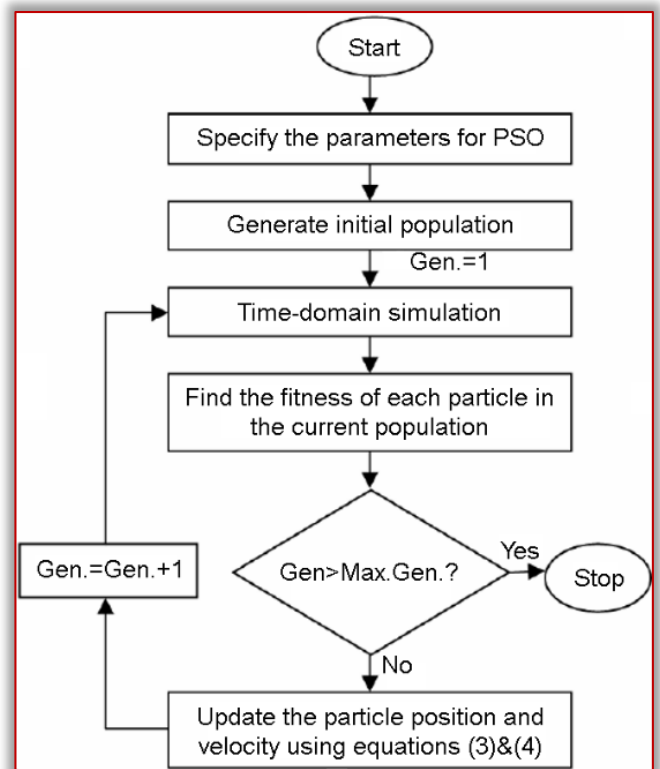 Start
Specify the parameters for PSO
Generate initial population
Gen.=1
Time-domain simulation
Find the fitness of each particle in
the current population
Gen>Max.Gen.?
Yes
Stop
No
Update the particle position and
velocity using equations (3)&(4)
Gen.=Gen.+1